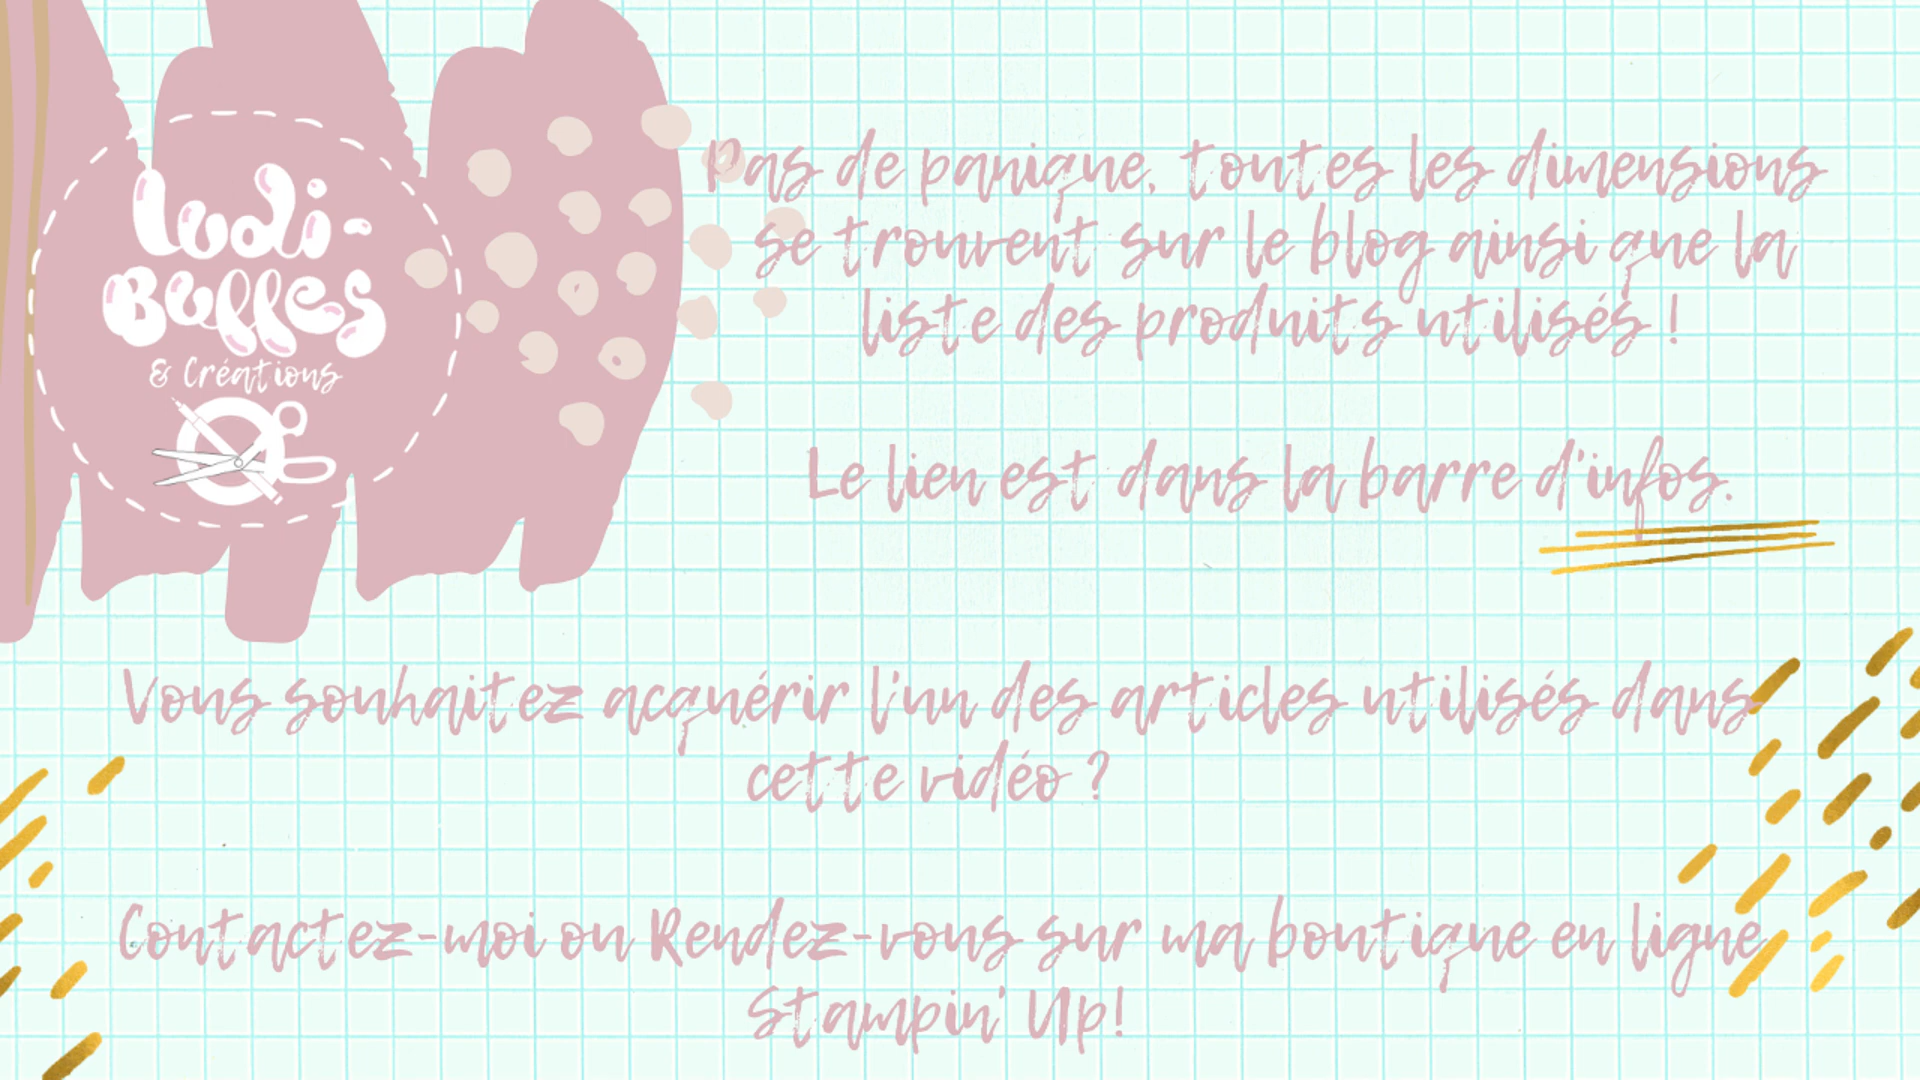 Ludi-
Bulles
& Créations
Pas de panique, toutes les dimensions
se trouvent sur le blog ainsi que la
liste des produits utilisés !
Le lien est dans la barre d'infos.
Vous souhaitez acquérir l'un des articles utilisés dans
cette vidéo ?
Contactez-moi ou Rendez-vous sur ma boutique en ligne
Stampin' Up!